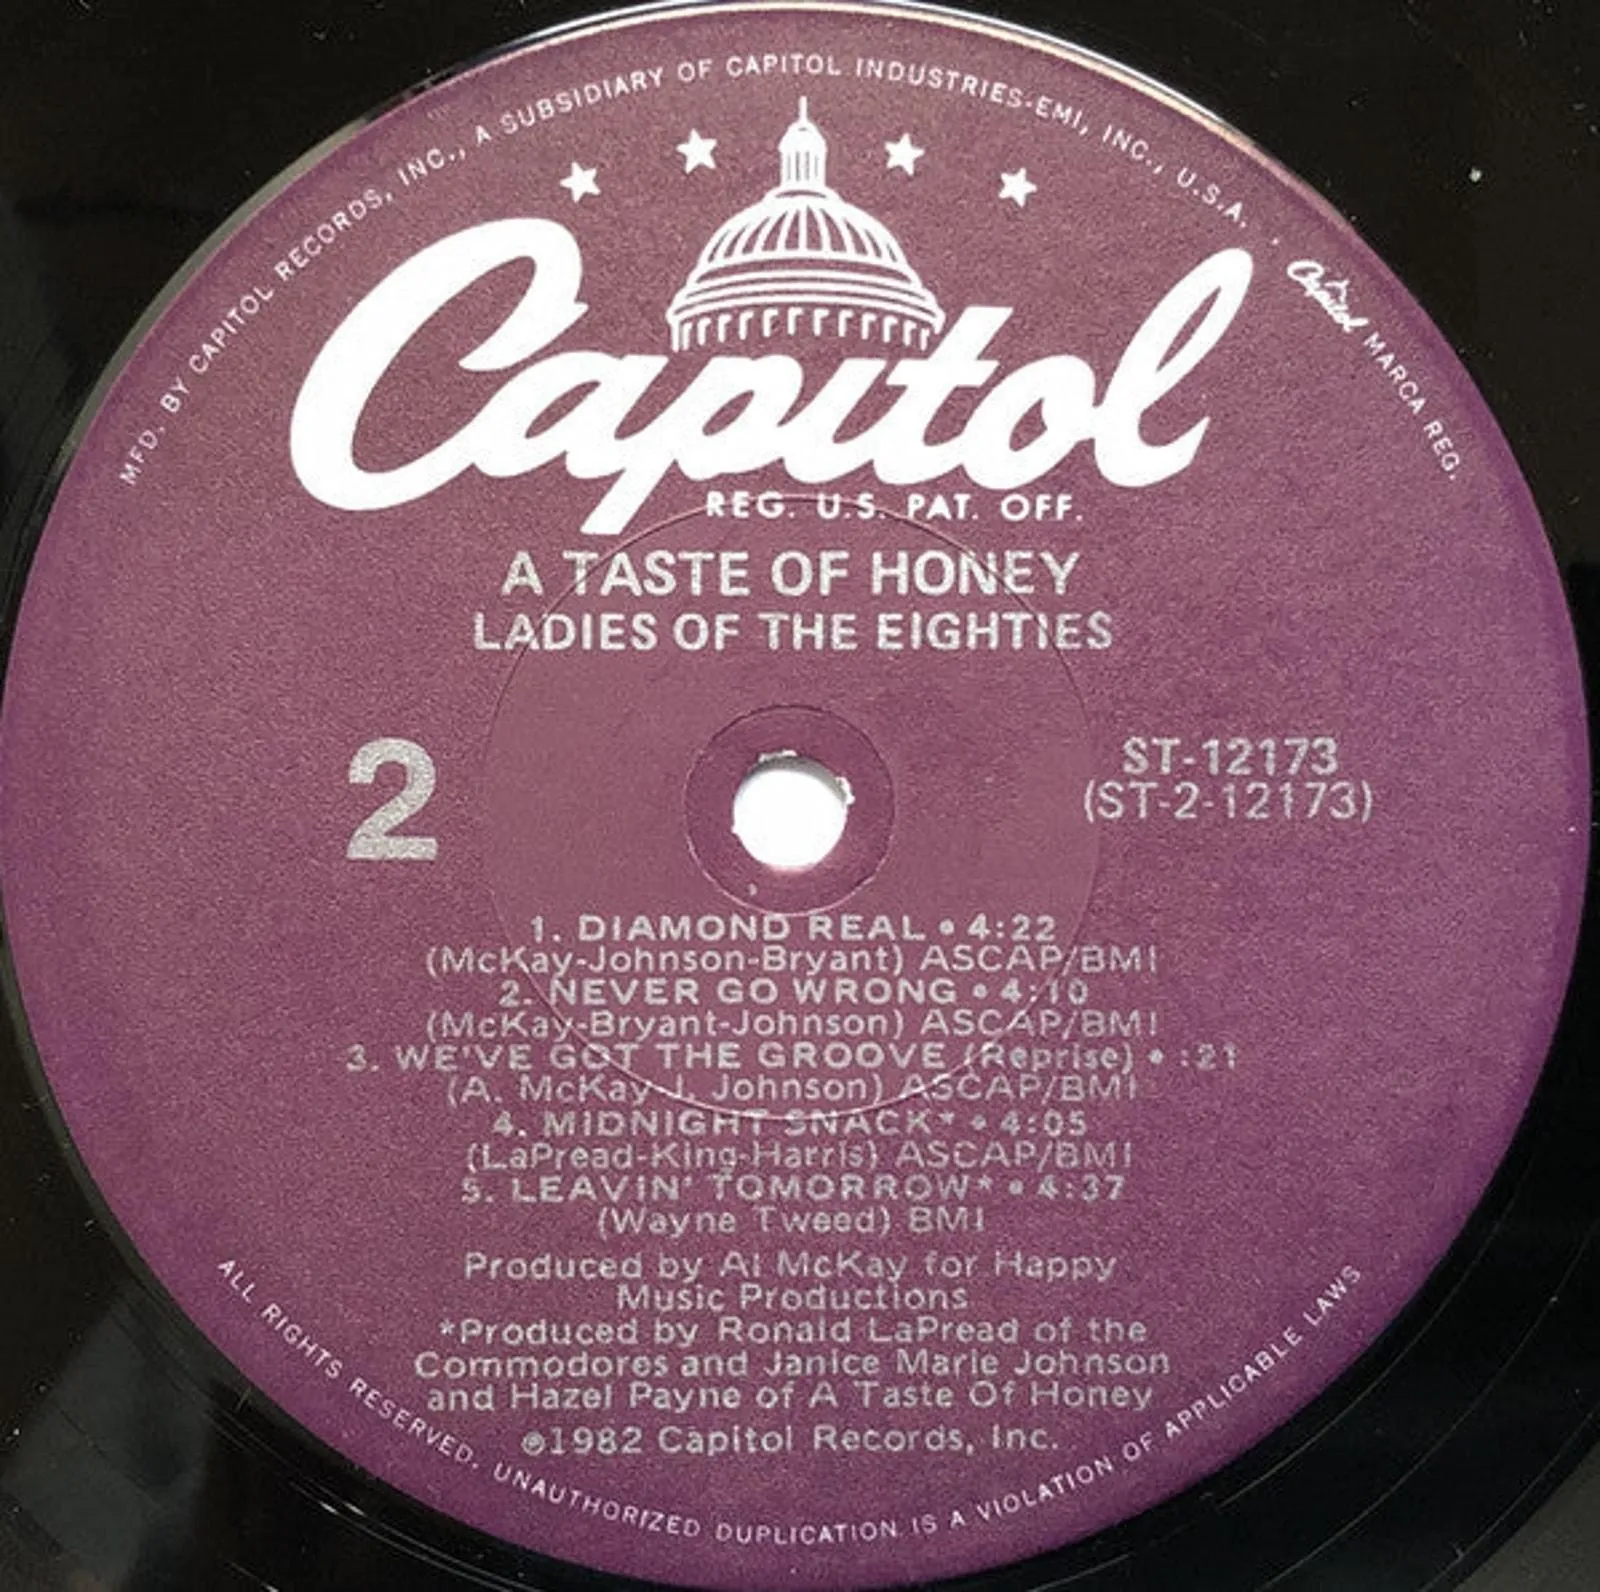 MFD. BY CAPITOL RECORDS, INC., A SUBSIDIARY OF CAPITOL INDUSTRIES-EMI, INC., U.S.A. . Capitol MARCA REG.
Capitol
REG. U.S. PAT. OFF.
A TASTE OF HONEY
LADIES OF THE EIGHTIES
2
ST-12173
(ST-2-12173)
1. DIAMOND REAL • 4:22
(McKay-Johnson-Bryant) ASCAP/BMI
2. NEVER GO WRONG • 4:10
(McKay-Bryant-Johnson) ASCAP/BMI
3. WE'VE GOT THE GROOVE (Reprise) • :21
(A. McKay-J. Johnson) ASCAP/BMI
4. MIDNIGHT SNACK* • 4:05
(LaPread-King-Harris) ASCAP/BMI
5. LEAVIN' TOMORROW* • 4:37
(Wayne Tweed) BMI
Produced by Al McKay for Happy
Music Productions
*Produced by Ronald LaPread of the
Commodores and Janice Marie Johnson
and Hazel Payne of A Taste Of Honey
℗1982 Capitol Records, Inc.
ALL RIGHTS RESERVED. UNAUTHORIZED DUPLICATION IS A VIOLATION OF APPLICABLE LAWS